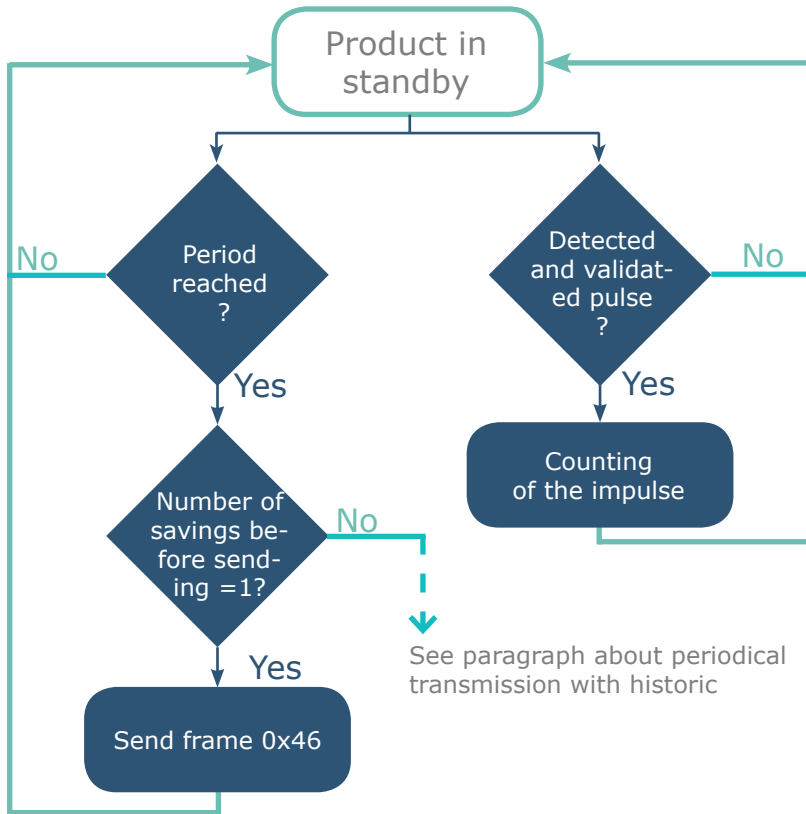 Product in
standby
Period
reached
?
No
Yes
Detected
and validat-
ed pulse
?
No
Yes
Number of
savings be-
fore send-
ing =1?
No
Yes
Counting
of the impulse
See paragraph about periodical
transmission with historic
Send frame 0x46